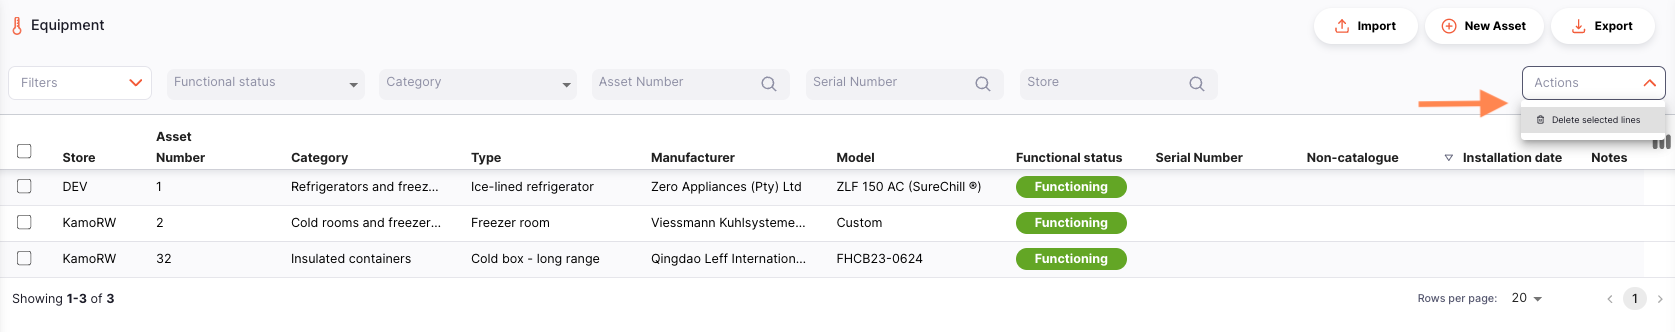 Equipment
Import
New Asset
Export
Filters
Functional status
Category
Asset Number
Serial Number
Store
Actions
Delete selected lines
Store Asset Number Category Type Manufacturer Model Functional status Serial Number Non-catalogue Installation date Notes
DEV 1 Refrigerators and freez... Ice-lined refrigerator Zero Appliances (Pty) Ltd ZLF 150 AC (SureChill ®) Functioning
KamoRW 2 Cold rooms and freezer... Freezer room Viessmann Kuhlsysteme... Custom Functioning
KamoRW 32 Insulated containers Cold box - long range Qingdao Leff Internation... FHCB23-0624 Functioning
Showing 1-3 of 3
Rows per page: 20
1